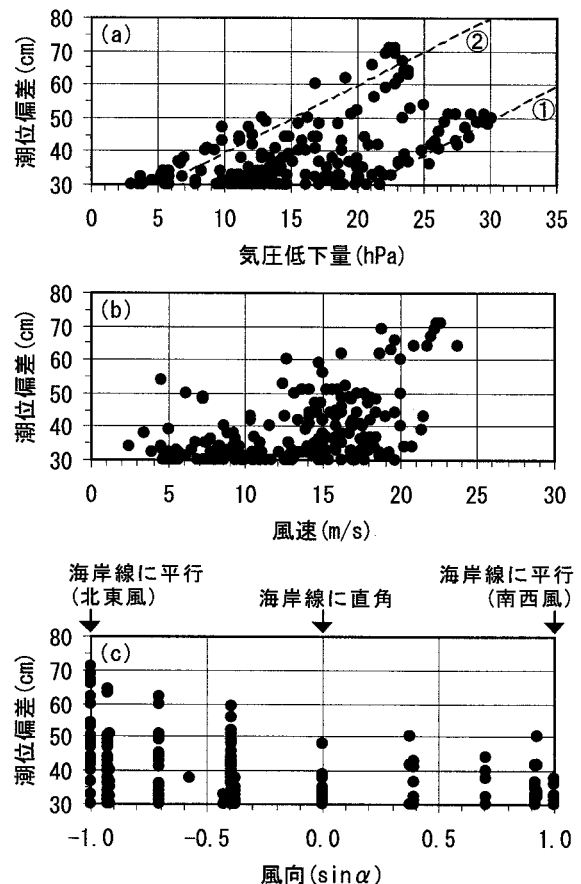 (a)
②
①
潮位偏差(cm)
80
70
60
50
40
30
0 5 10 15 20 25 30 35
気圧低下量(hPa)
(b)
潮位偏差(cm)
80
70
60
50
40
30
0 5 10 15 20 25 30
風速(m/s)
海岸線に平行
(北東風)
海岸線に直角
海岸線に平行
(南西風)
(c)
潮位偏差(cm)
80
70
60
50
40
30
-1.0 -0.5 0.0 0.5 1.0
風向(sinα)